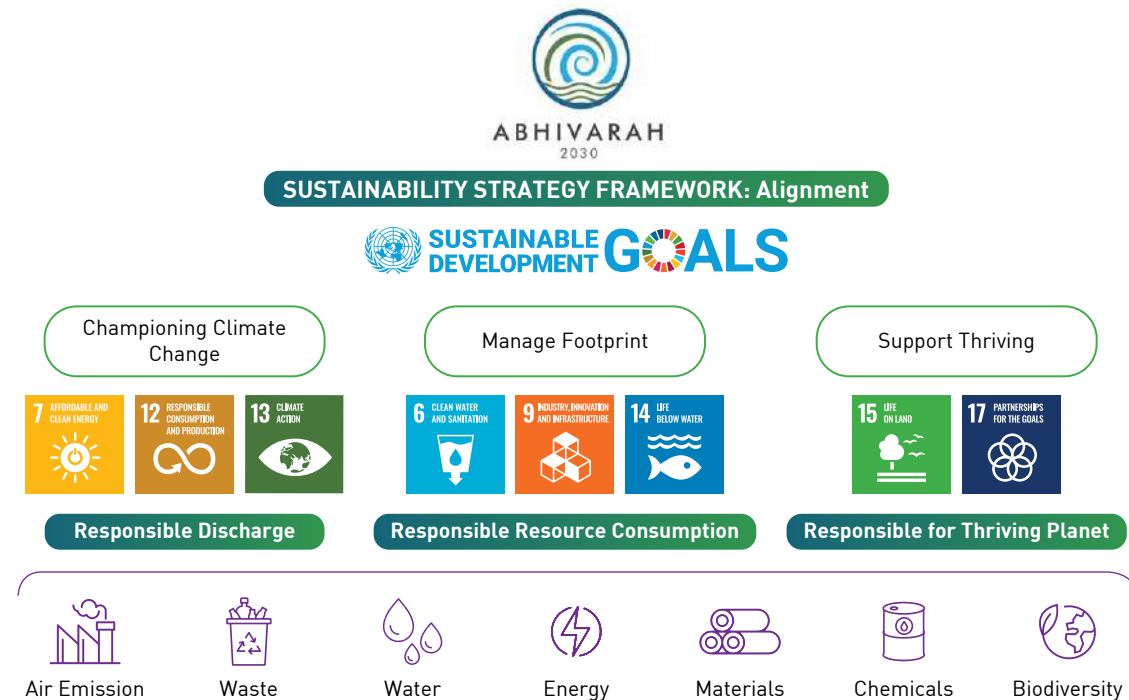 ABHIVARAH
2030
SUSTAINABILITY STRATEGY FRAMEWORK: Alignment
SUSTAINABLE
DEVELOPMENT
GOALS
Championing Climate
Change
Manage Footprint
Support Thriving
7 AFFORDABLE AND
CLEAN ENERGY
12 RESPONSIBLE
CONSUMPTION
AND PRODUCTION
13 CLIMATE
ACTION
6 CLEAN WATER
AND SANITATION
9 INDUSTRY, INNOVATION
AND INFRASTRUCTURE
14 LIFE
BELOW WATER
15 LIFE
ON LAND
17 PARTNERSHIPS
FOR THE GOALS
Responsible Discharge
Responsible Resource Consumption
Responsible for Thriving Planet
Air Emission
Waste
Water
Energy
Materials
Chemicals
Biodiversity